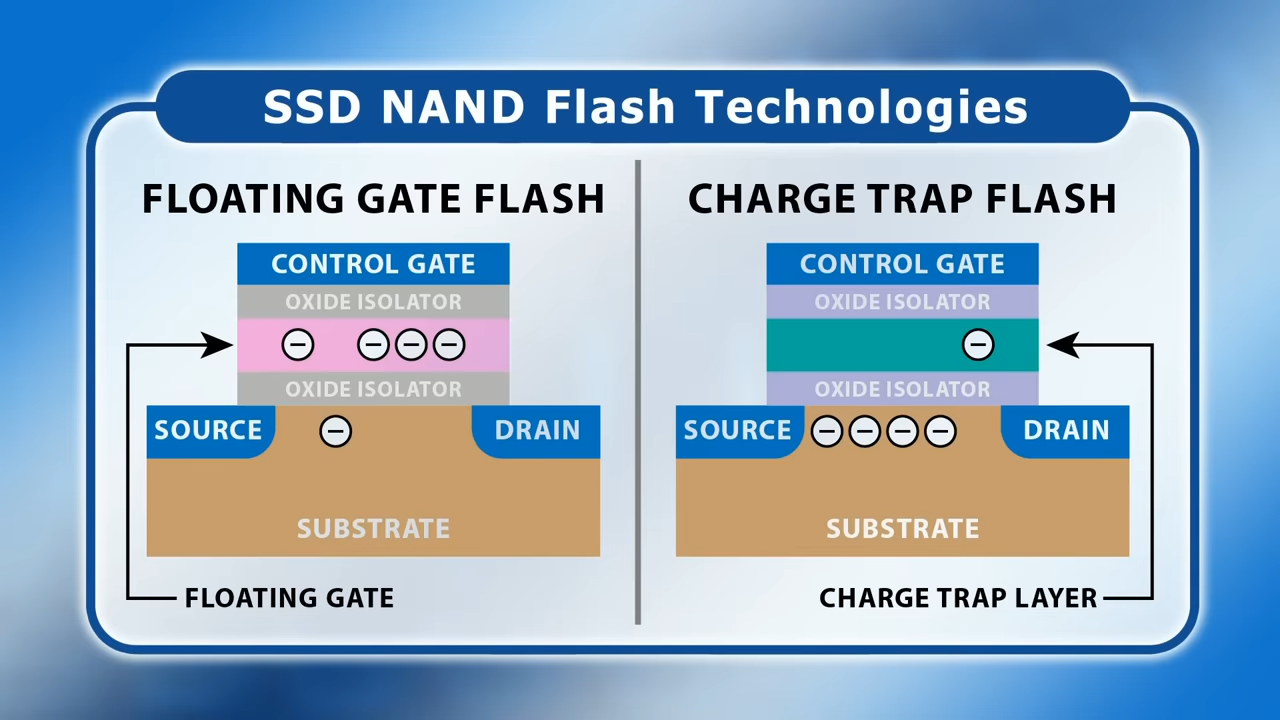 SSD NAND Flash Technologies
FLOATING GATE FLASH
CONTROL GATE
OXIDE ISOLATOR
OXIDE ISOLATOR
SOURCE
DRAIN
SUBSTRATE
FLOATING GATE
CHARGE TRAP FLASH
CONTROL GATE
OXIDE ISOLATOR
OXIDE ISOLATOR
SOURCE
DRAIN
SUBSTRATE
CHARGE TRAP LAYER